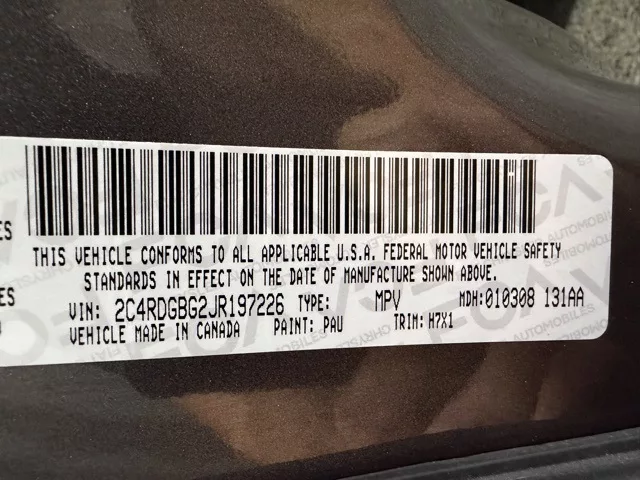 THIS VEHICLE CONFORMS TO ALL APPLICABLE U.S.A. FEDERAL MOTOR VEHICLE SAFETY
STANDARDS IN EFFECT ON THE DATE OF MANUFACTURE SHOWN ABOVE.
VIN: 2C4RDGBG2JR197226 TYPE: MPV MDH:010308 131AA
VEHICLE MADE IN CANADA PAINT: PAU TRIM: H7X1